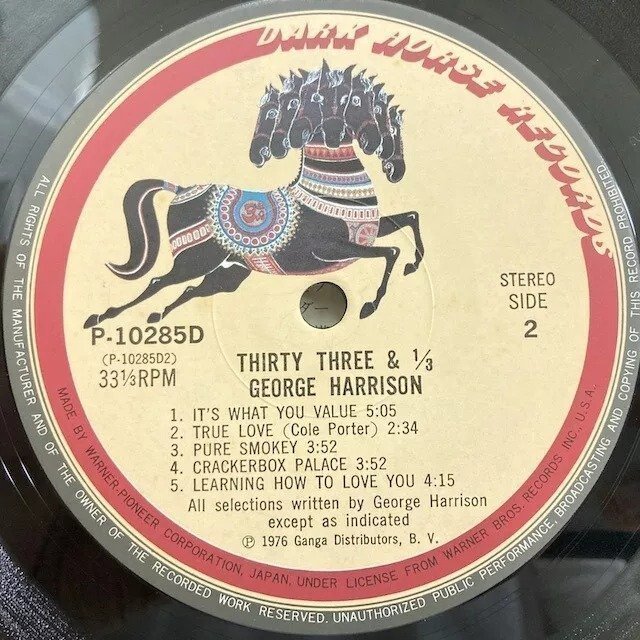 DARK HORSE RECORDS
STEREO
SIDE
2
P-10285D
(P-10285D2)
33⅓RPM
THIRTY THREE & ⅓
GEORGE HARRISON
1. IT'S WHAT YOU VALUE 5:05
2. TRUE LOVE (Cole Porter) 2:34
3. PURE SMOKEY 3:52
4. CRACKERBOX PALACE 3:52
5. LEARNING HOW TO LOVE YOU 4:15
All selections written by George Harrison
except as indicated
Ⓟ 1976 Ganga Distributors, B. V.
MADE BY WARNER-PIONEER CORPORATION, JAPAN, UNDER LICENSE FROM WARNER BROS. RECORDS INC., U.S.A.
ALL RIGHTS OF THE MANUFACTURER AND OF THE OWNER OF THE RECORDED WORK RESERVED. UNAUTHORIZED PUBLIC PERFORMANCE, BROADCASTING AND COPYING OF THIS RECORD PROHIBITED.